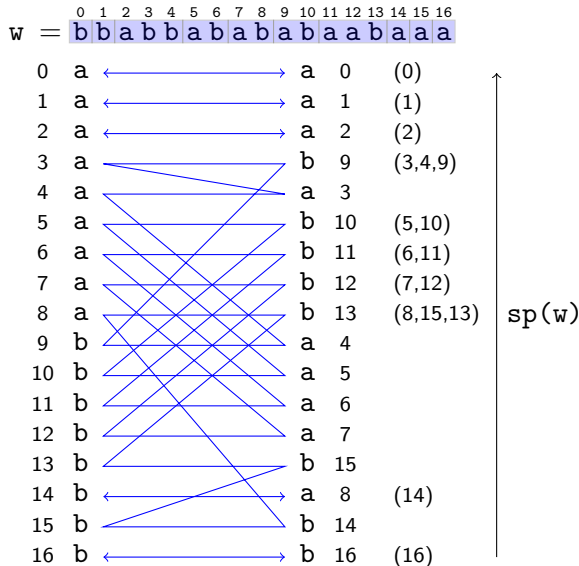 0 1 2 3 4 5 6 7 8 9 10 11 12 13 14 15 16
w = b b a b b a b a b a b a a b a a a
0 a a 0 (0)
1 a a 1 (1)
2 a a 2 (2)
3 a b 9 (3,4,9)
4 a a 3
5 a b 10 (5,10)
6 a b 11 (6,11)
7 a b 12 (7,12)
8 a b 13 (8,15,13) sp(w)
9 b a 4
10 b a 5
11 b a 6
12 b a 7
13 b b 15
14 b a 8 (14)
15 b b 14
16 b b 16 (16)